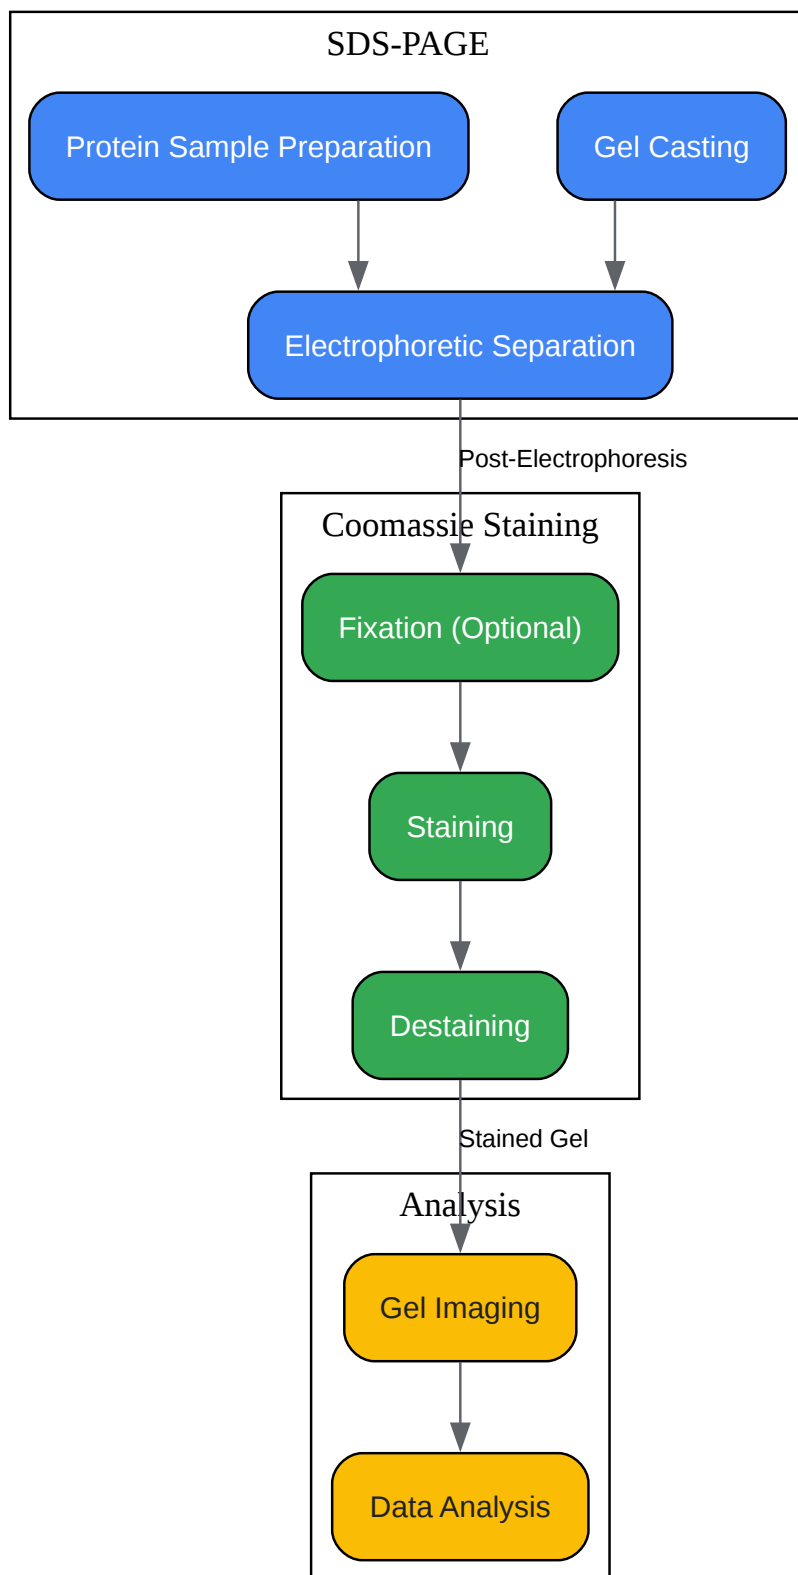 SDS-PAGE
Protein Sample Preparation
Gel Casting
Electrophoretic Separation
Post-Electrophoresis
Coomassie Staining
Fixation (Optional)
Staining
Destaining
Stained Gel
Analysis
Gel Imaging
Data Analysis